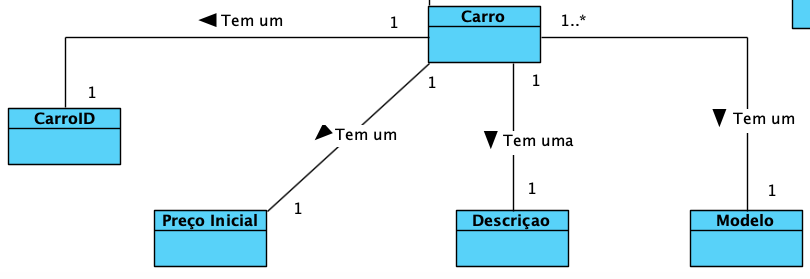 Carro
Tem um
1
1..*
1
1
1
CarroID
Tem um
Tem uma
Tem um
1
1
1
Preço Inicial
Descriçao
Modelo